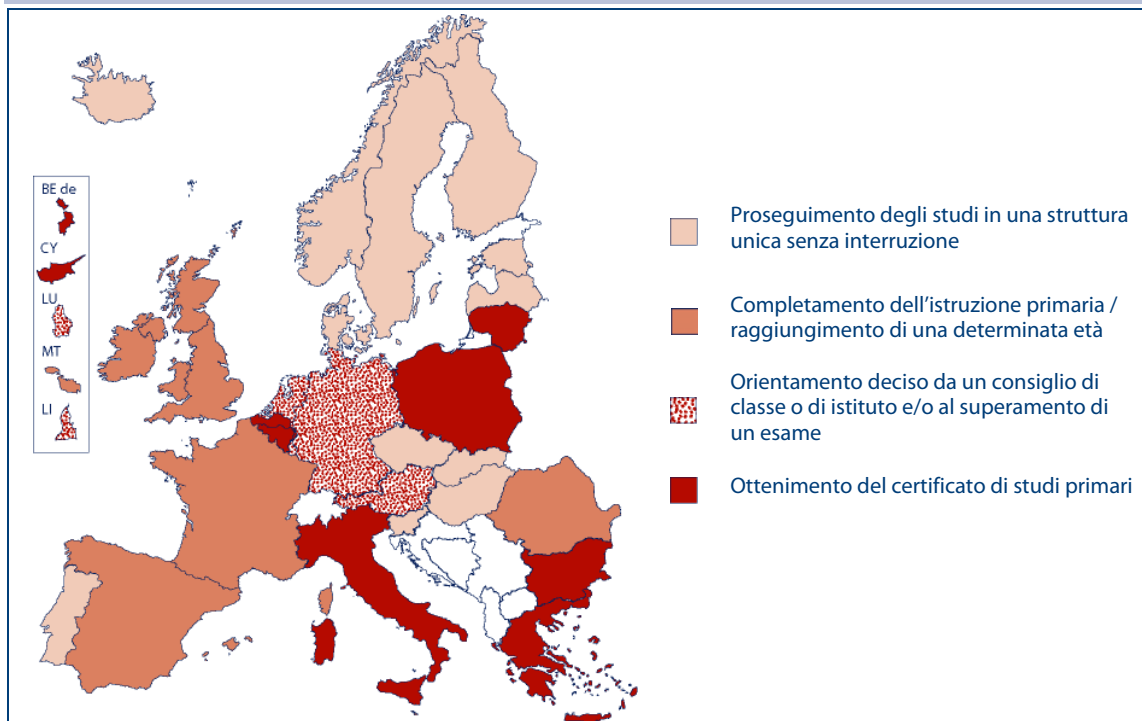 BE de
CY
LU
MT
LI
Proseguimento degli studi in una struttura
unica senza interruzione
Completamento dell'istruzione primaria /
raggiungimento di una determinata età
Orientamento deciso da un consiglio di
classe o di istituto e/o al superamento di
un esame
Ottenimento del certificato di studi primari